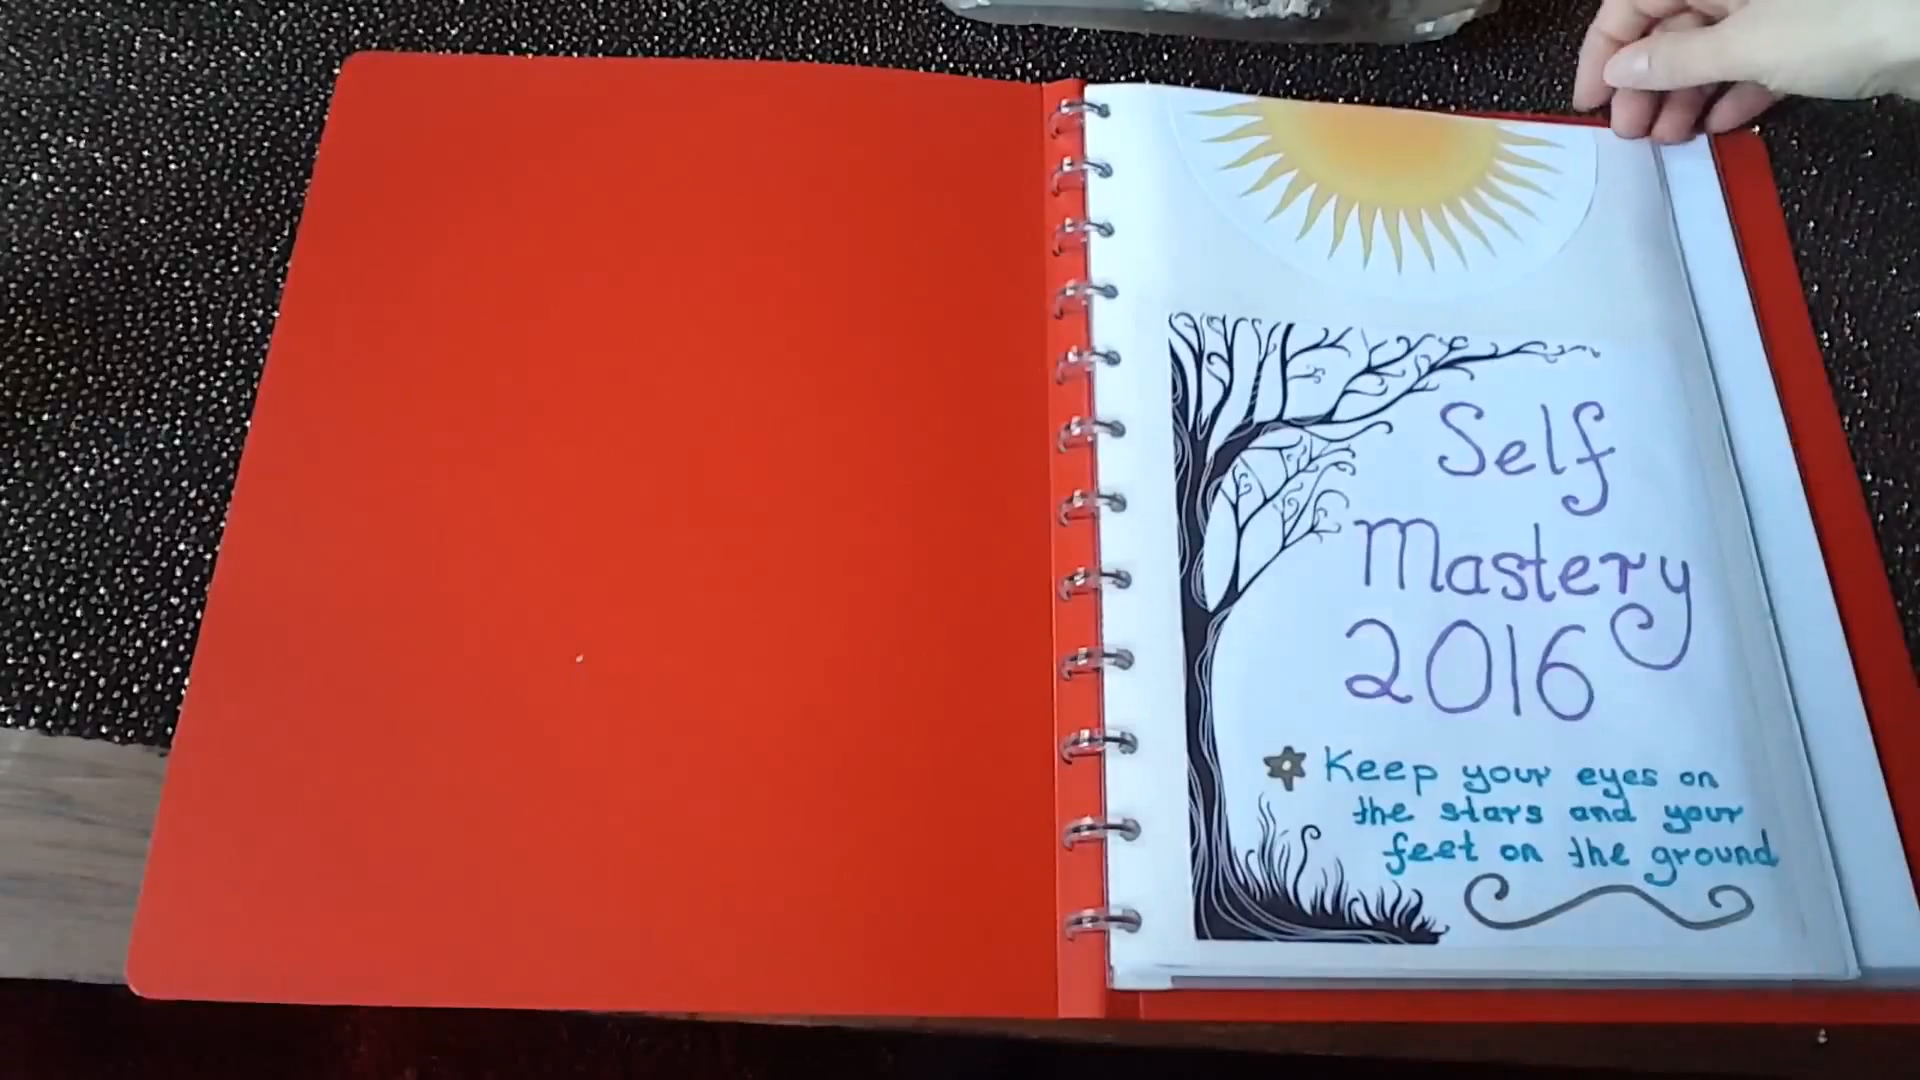 Self
Mastery
2016
Keep your eyes on
the stars and your
feet on the ground